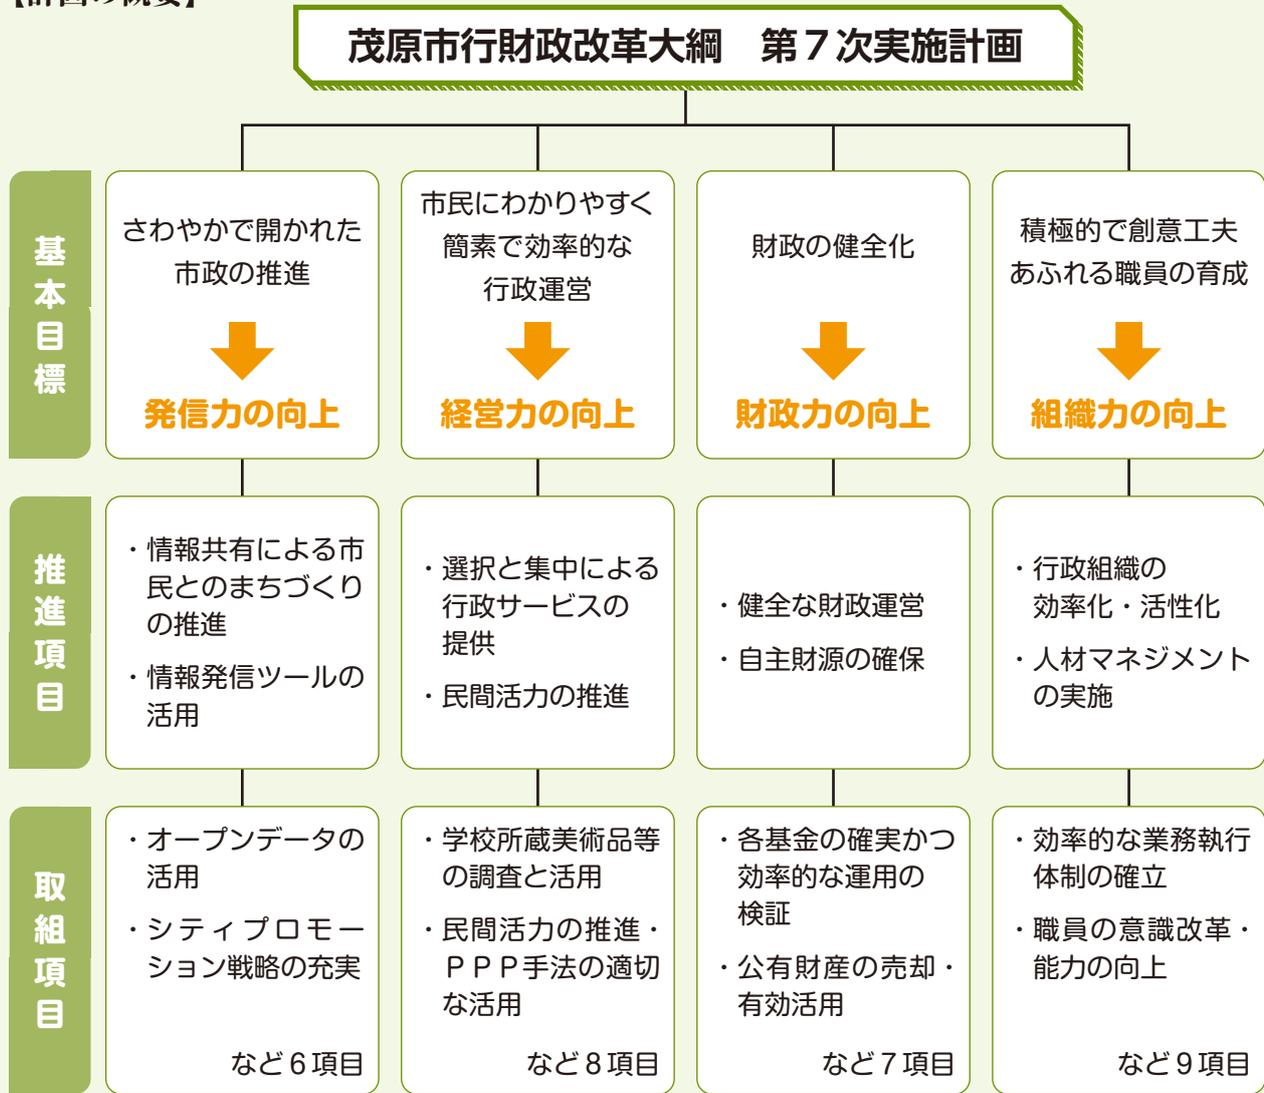 【計画の概要】
茂原市行財政改革大綱　第７次実施計画
基本目標
さわやかで開かれた
市政の推進
発信力の向上
市民にわかりやすく
簡素で効率的な
行政運営
経営力の向上
財政の健全化
財政力の向上
積極的で創意工夫
あふれる職員の育成
組織力の向上
推進項目
・情報共有による市
民とのまちづくり
の推進
・情報発信ツールの
活用
・選択と集中による
行政サービスの
提供
・民間活力の推進
・健全な財政運営
・自主財源の確保
・行政組織の
効率化・活性化
・人材マネジメント
の実施
取組項目
・オープンデータの
活用
・シティプロモー
ション戦略の充実
など６項目
・学校所蔵美術品等
の調査と活用
・民間活力の推進・
ＰＰＰ手法の適切
な活用
など８項目
・各基金の確実かつ
効率的な運用の
検証
・公有財産の売却・
有効活用
など７項目
・効率的な業務執行
体制の確立
・職員の意識改革・
能力の向上
など９項目